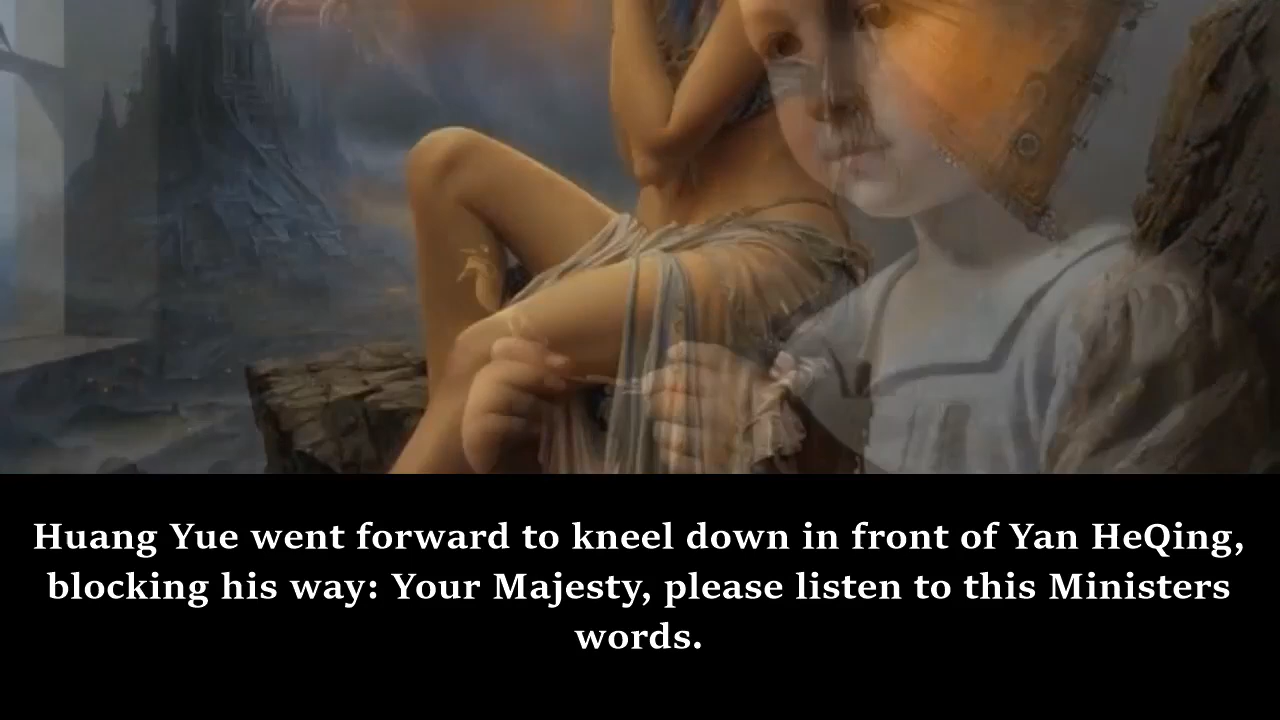 Huang Yue went forward to kneel down in front of Yan HeQing,
blocking his way: Your Majesty, please listen to this Ministers
words.